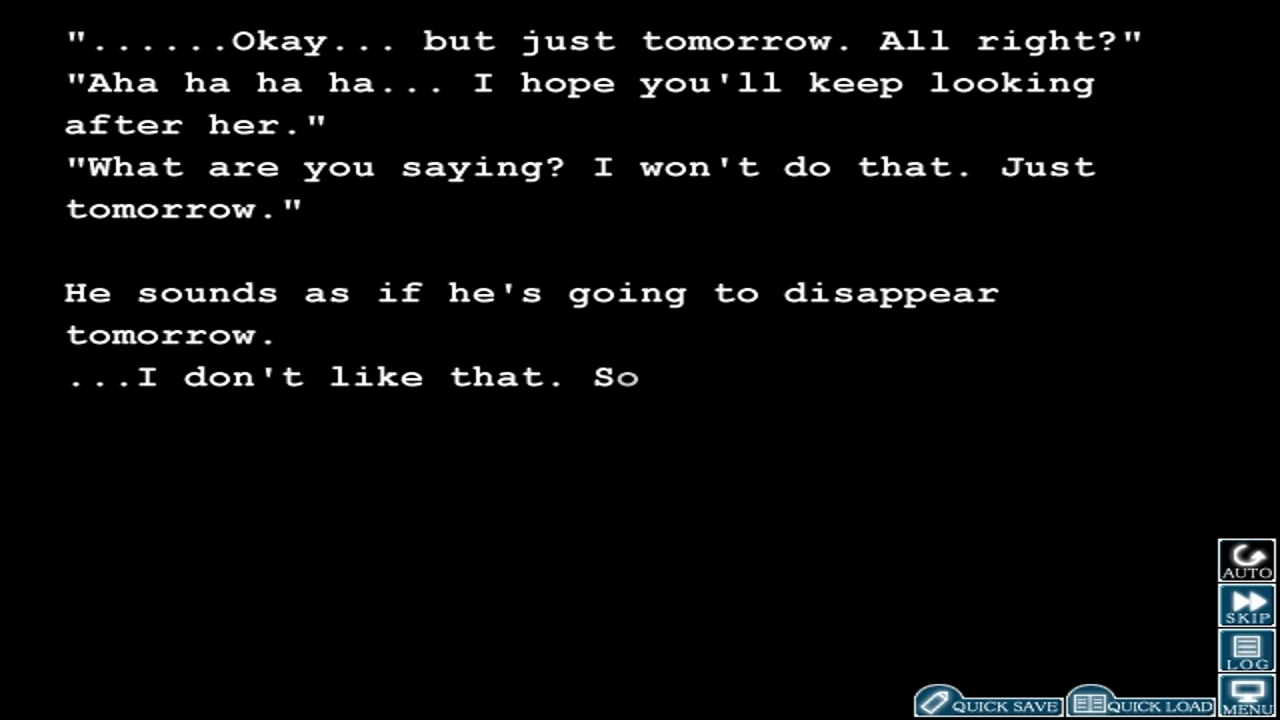 "......Okay... but just tomorrow. All right?"
"Aha ha ha ha... I hope you'll keep looking
after her."
"What are you saying? I won't do that. Just
tomorrow."
He sounds as if he's going to disappear
tomorrow.
...I don't like that. So
AUTO
SKIP
LOG
QUICK SAVE
QUICK LOAD
MENU